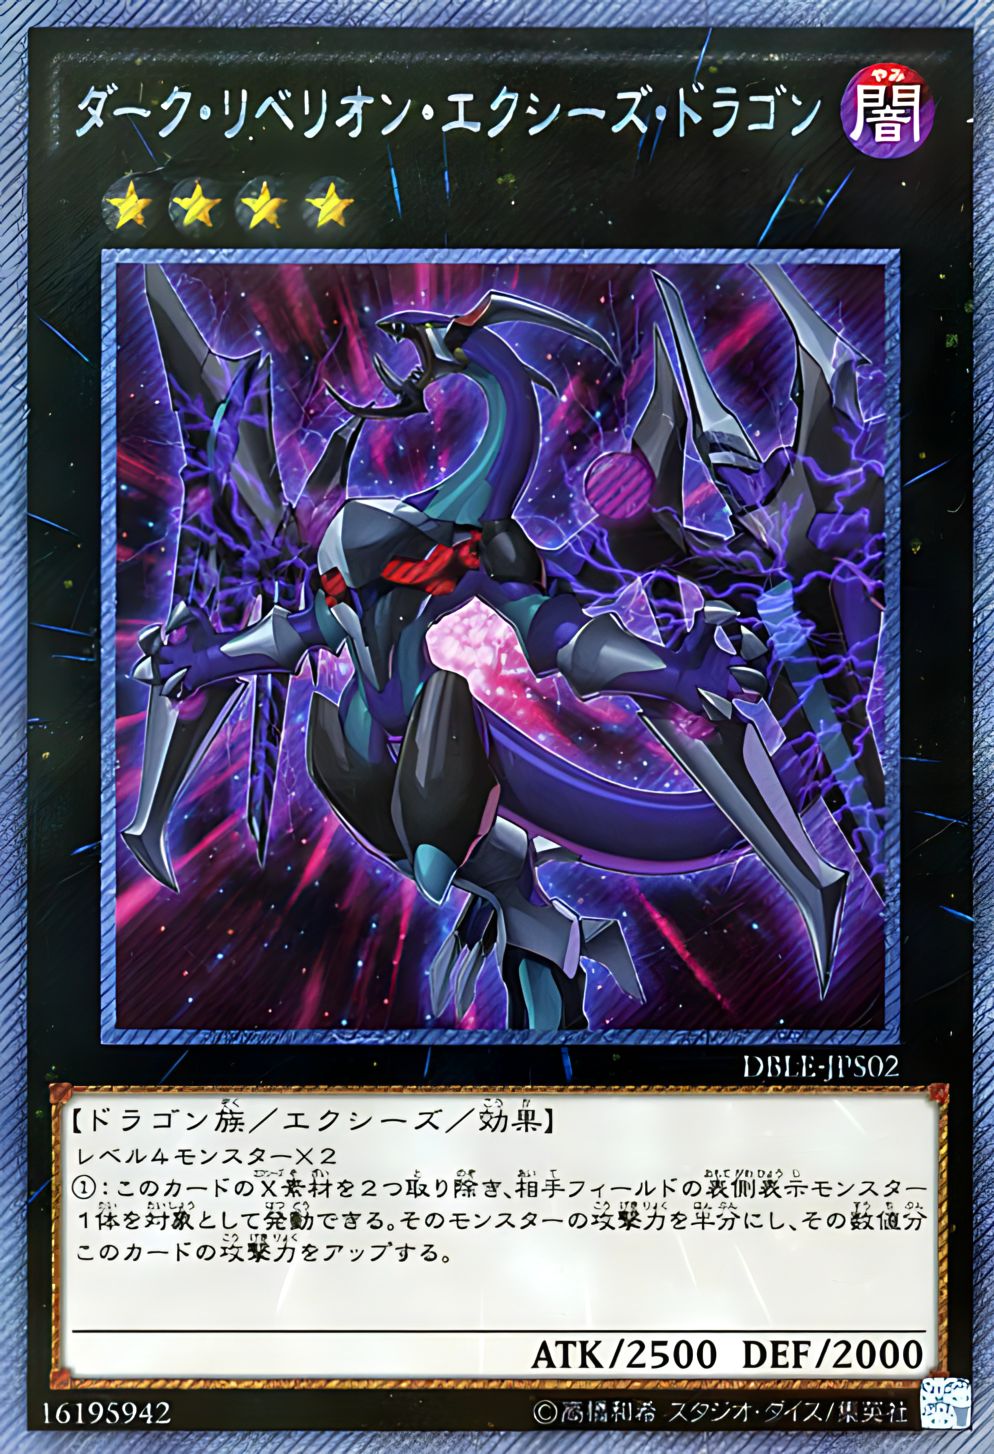 ダーク・リベリオン・エクシーズ・ドラゴン
やみ
闇
DBLE-JPS02
【ドラゴン族／エクシーズ／効果】
レベル４モンスター×２
①：このカードのX素材を２つ取り除き、相手フィールドの表側表示モンスター
１体を対象として発動できる。そのモンスターの攻撃力を半分にし、その数値分
このカードの攻撃力をアップする。
ATK/2500 DEF/2000
16195942
©高橋和希 スタジオ・ダイス/集英社